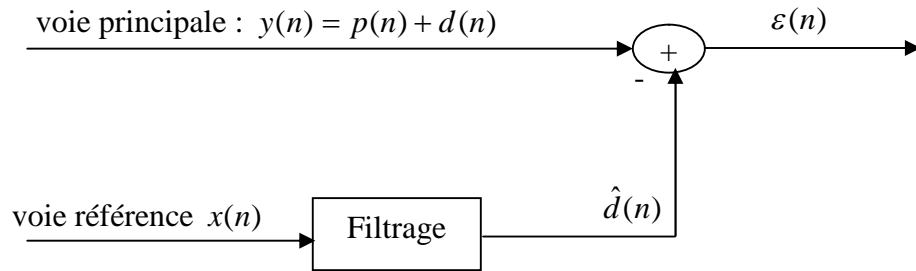 voie principale : y(n) = p(n) + d(n)
ε(n)
+
-
voie référence x(n)
Filtrage
d̂(n)